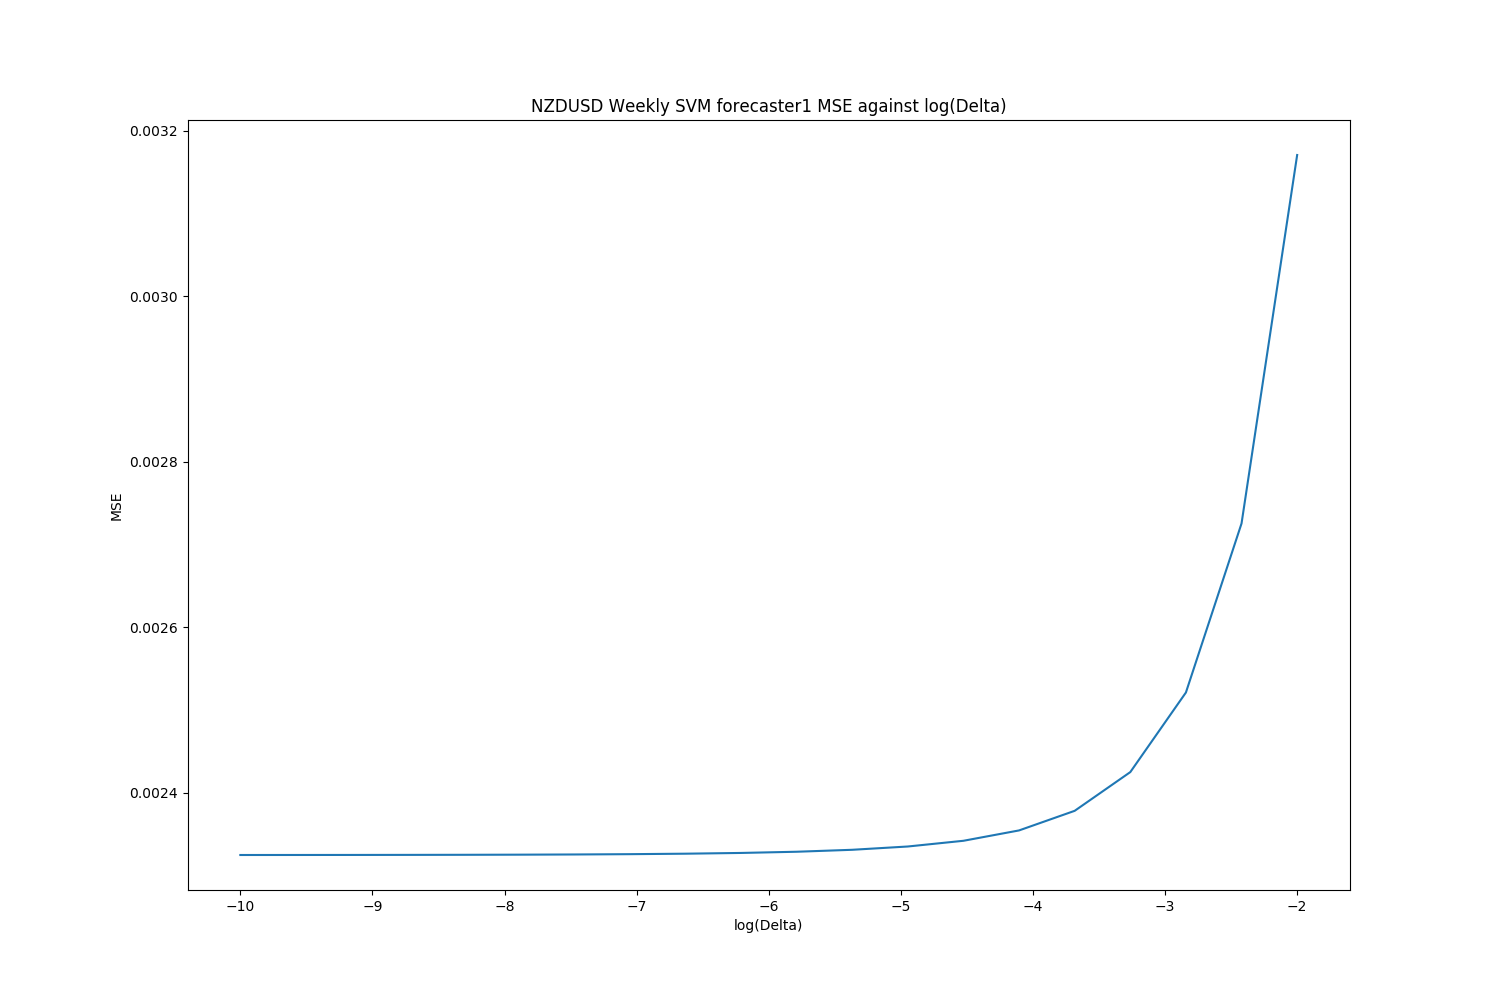 NZDUSD Weekly SVM forecaster1 MSE against log(Delta)
0.0032
0.0030
0.0028
MSE
0.0026
0.0024
−10 −9 −8 −7 −6 −5 −4 −3 −2
log(Delta)